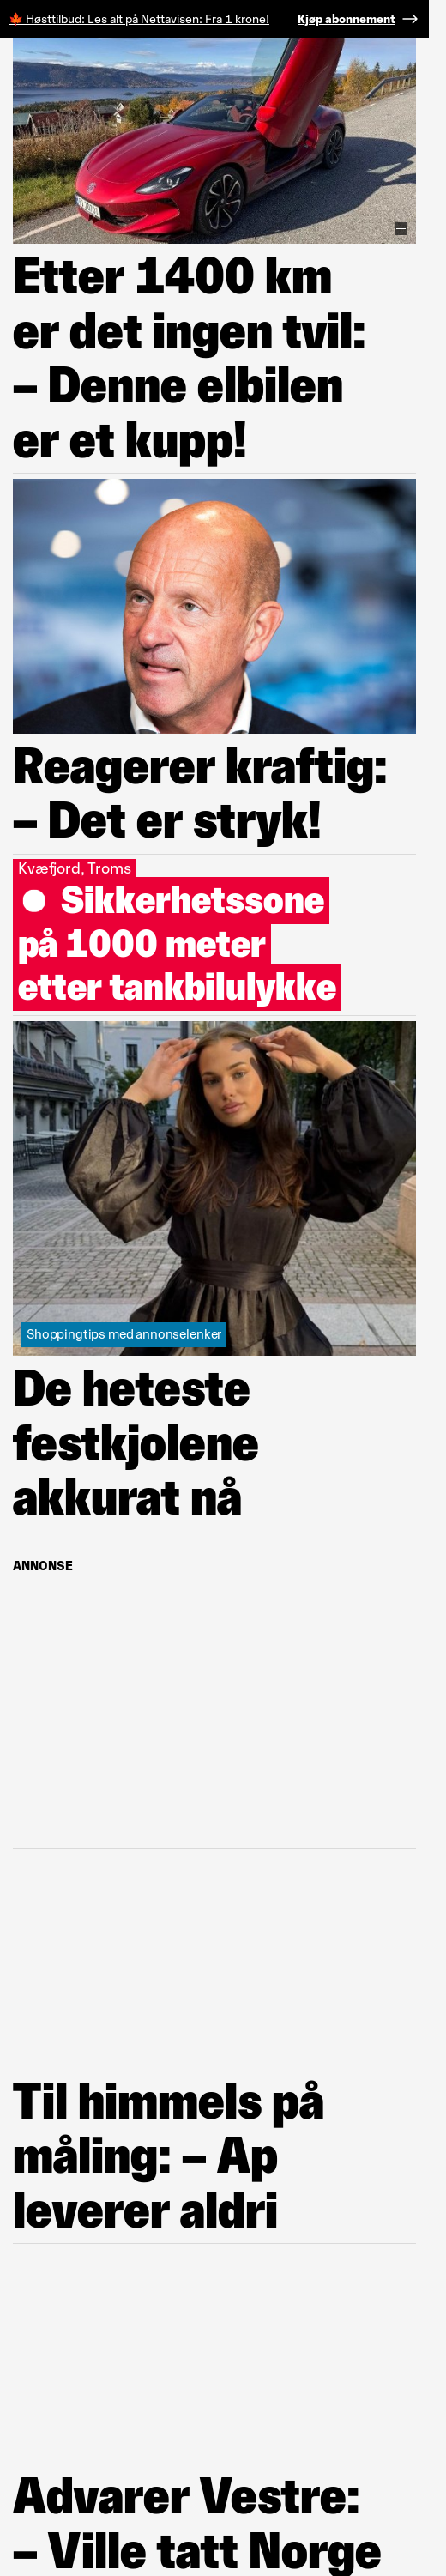 🍁 Høsttilbud: Les alt på Nettavisen: Fra 1 krone! Kjøp abonnement →
Etter 1400 km
er det ingen tvil:
– Denne elbilen
er et kupp!
Reagerer kraftig:
– Det er stryk!
Kvæfjord, Troms
Sikkerhetssone
på 1000 meter
etter tankbilulykke
Shoppingtips med annonselenker
De heteste
festkjolene
akkurat nå
ANNONSE
Til himmels på
måling: – Ap
leverer aldri
Advarer Vestre:
– Ville tatt Norge